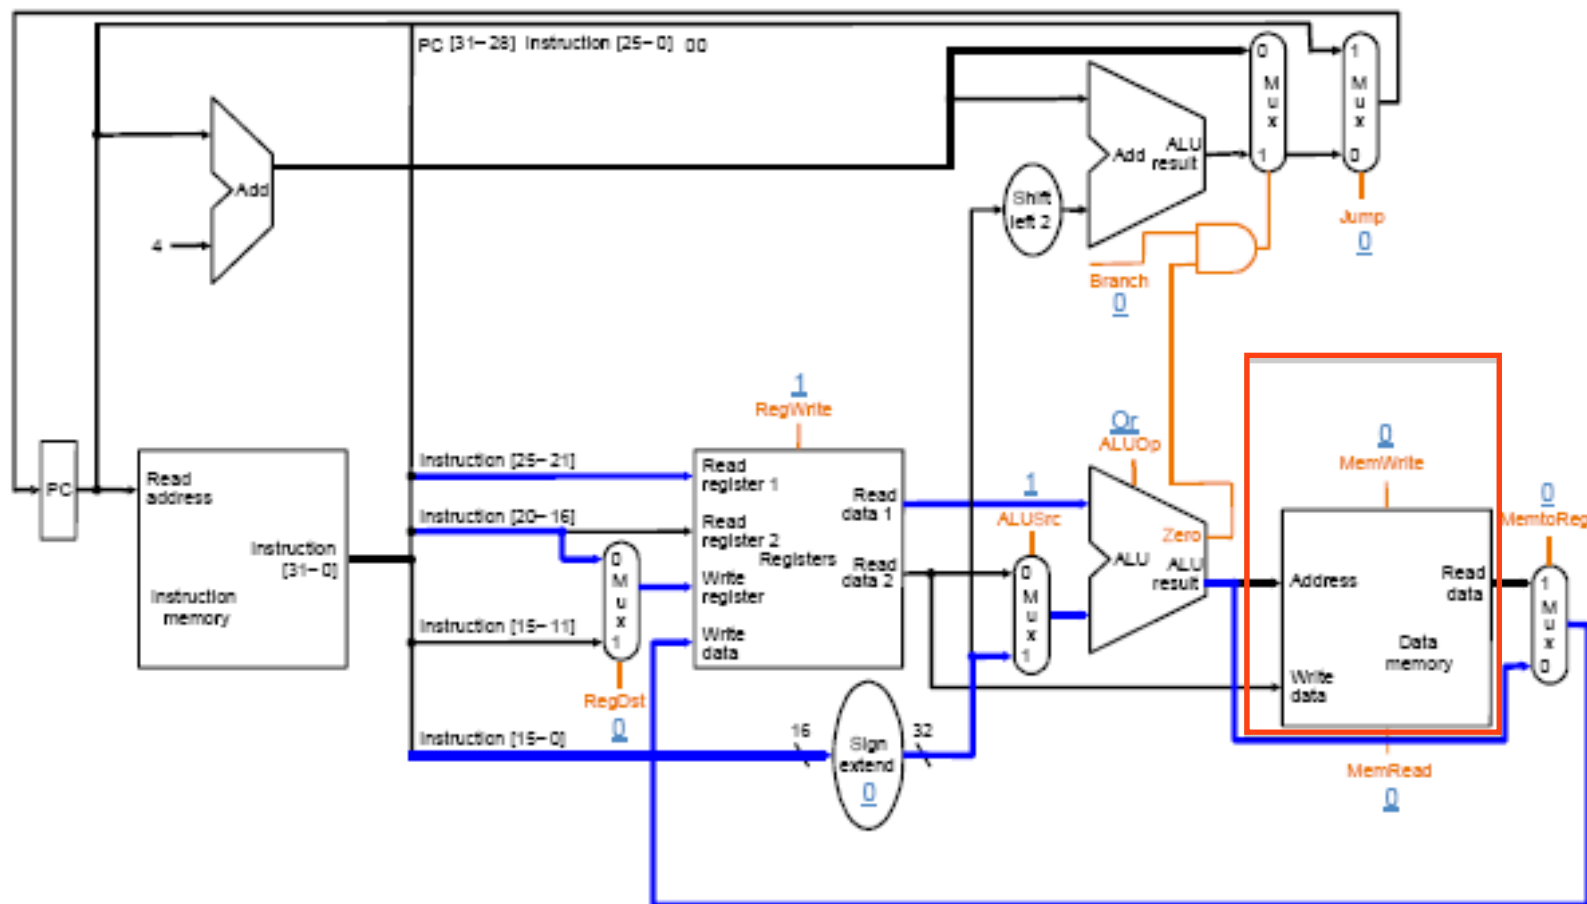 PC [31–28] Instruction [25–0] 00
0
Mux
1
1
Mux
0
Add
4
Add
ALU
result
Shift
left 2
Jump
0
Branch
0
1
RegWrite
Or
ALUOp
0
MemWrite
PC
Read
address
Instruction
[31–0]
Instruction
memory
Instruction [25–21]
Instruction [20–16]
Instruction [15–11]
Instruction [15–0]
0
Mux
1
RegDst
0
Read
register 1
Read
register 2
Write
register
Write
data
Registers
Read
data 1
Read
data 2
16
Sign
extend
0
32
1
ALUSrc
0
Mux
1
Zero
ALU
ALU
result
Address
Write
data
Read
data
Data
memory
MemRead
0
0
MemtoReg
1
Mux
0